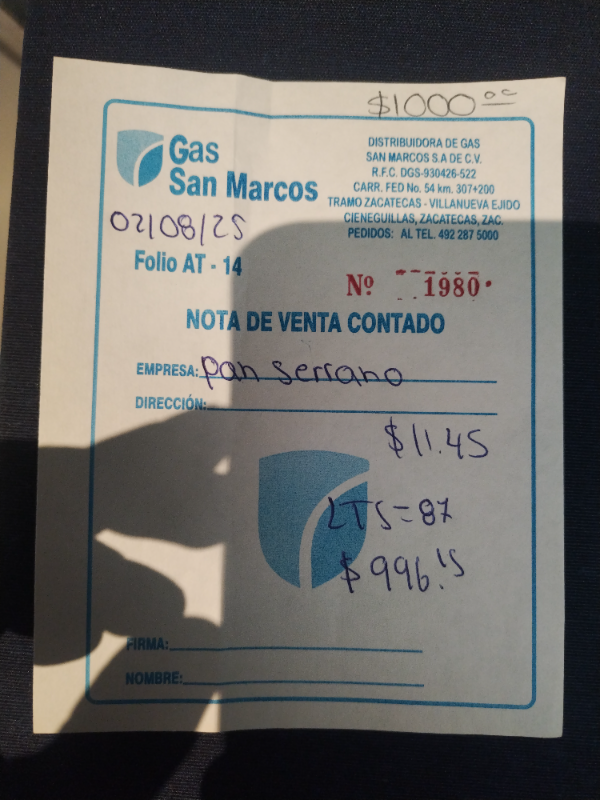 $1000.00
Gas
San Marcos
DISTRIBUIDORA DE GAS
SAN MARCOS S.A DE C.V.
R.F.C. DGS-930426-522
CARR. FED No. 54 km. 307+200
TRAMO ZACATECAS - VILLANUEVA EJIDO
CIENEGUILLAS, ZACATECAS, ZAC.
PEDIDOS: AL TEL. 492 287 5000
02/08/25
Folio AT - 14
Nº 1980
NOTA DE VENTA CONTADO
EMPRESA: pan serrano
DIRECCIÓN:
$11.45
LTS=87
$996.15
FIRMA:
NOMBRE: